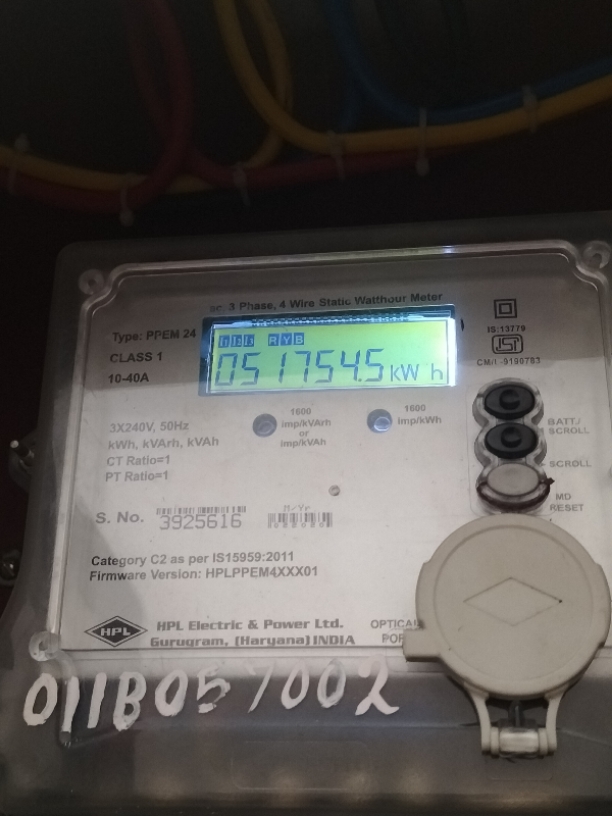 ac. 3 Phase, 4 Wire Static Watthour Meter
Type: PPEM 24
CLASS 1
10-40A
R Y B
051754.5 kWh
IS:13779
ISI
CM/L-9190783
3X240V, 50Hz
kWh, kVArh, kVAh
CT Ratio=1
PT Ratio=1
1600
imp/kVArh
or
imp/kVAh
1600
imp/kWh
BATT./
SCROLL
SCROLL
MD
RESET
S. No. 3925616
M/Yr
Category C2 as per IS15959:2011
Firmware Version: HPLPPEM4XXX01
HPL
HPL Electric & Power Ltd.
Gurugram, (Haryana) INDIA
OPTICAL
POR
011B057002